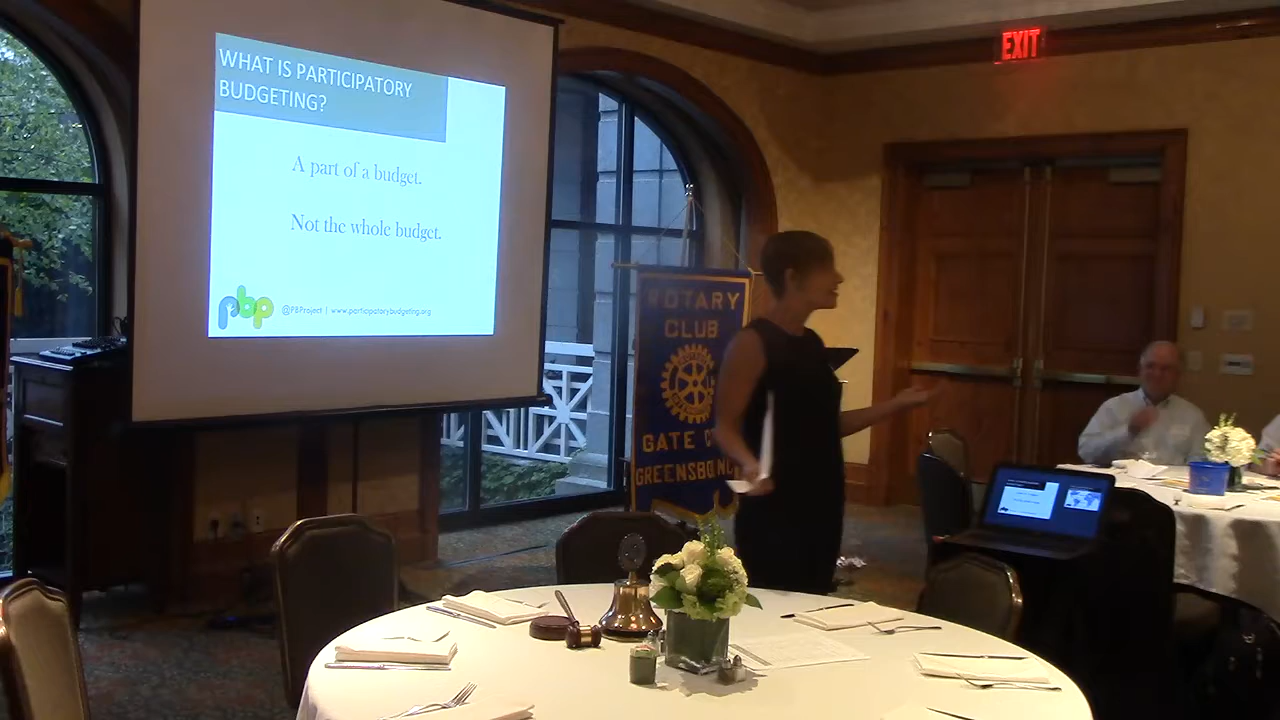 WHAT IS PARTICIPATORY
BUDGETING?
A part of a budget.
Not the whole budget.
pbp
@PBProject | www.participatorybudgeting.org
EXIT
ROTARY
CLUB
GATE
GREENSBO